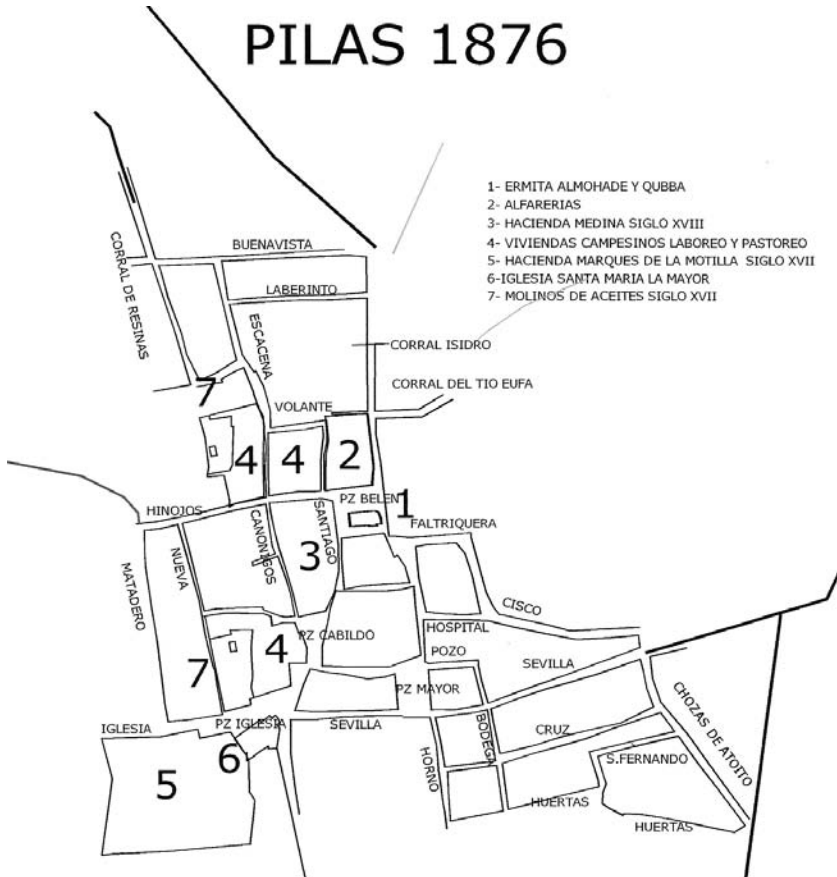 PILAS 1876
1- ERMITA ALMOHADE Y QUBBA
2- ALFARERIAS
3- HACIENDA MEDINA SIGLO XVIII
4- VIVIENDAS CAMPESINOS LABOREO Y PASTOREO
5- HACIENDA MARQUES DE LA MOTILLA SIGLO XVII
6-IGLESIA SANTA MARIA LA MAYOR
7- MOLINOS DE ACEITES SIGLO XVII
BUENAVISTA
CORRAL DE RESINAS
LABERINTO
ESCACENA
CORRAL ISIDRO
7
CORRAL DEL TIO EUFA
VOLANTE
4
4
2
PZ BELEN
1
HINOJOS
CANONIGOS
SANTIAGO
FALTRIQUERA
NUEVA
3
MATADERO
CISCO
PZ CABILDO
HOSPITAL
4
POZO
SEVILLA
7
PZ MAYOR
CHOZAS DE ATOITO
IGLESIA
PZ IGLESIA
SEVILLA
BODEGA
CRUZ
6
HORNO
S.FERNANDO
5
HUERTAS
HUERTAS